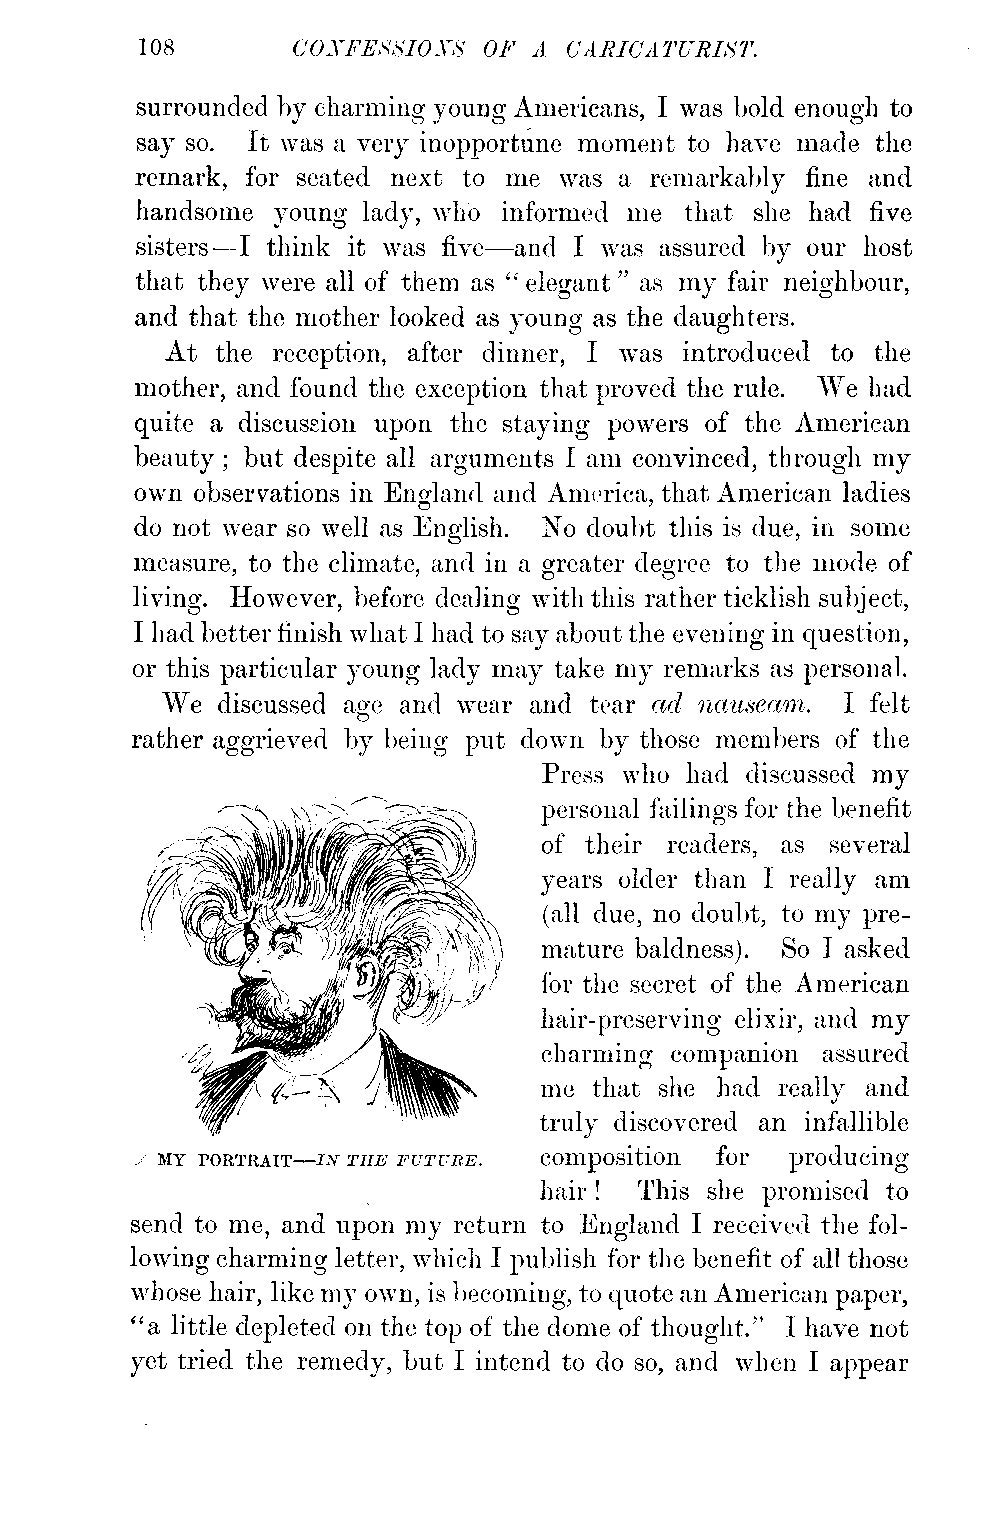 108 CONFESSIONS OF A CARICATURIST.
surrounded by charming young Americans, I was bold enough to
say so. It was a very inopportune moment to have made the
remark, for seated next to me was a remarkably fine and
handsome young lady, who informed me that she had five
sisters—I think it was five—and I was assured by our host
that they were all of them as “elegant” as my fair neighbour,
and that the mother looked as young as the daughters.
At the reception, after dinner, I was introduced to the
mother, and found the exception that proved the rule. We had
quite a discussion upon the staying powers of the American
beauty; but despite all arguments I am convinced, through my
own observations in England and America, that American ladies
do not wear so well as English. No doubt this is due, in some
measure, to the climate, and in a greater degree to the mode of
living. However, before dealing with this rather ticklish subject,
I had better finish what I had to say about the evening in question,
or this particular young lady may take my remarks as personal.
We discussed age and wear and tear ad nauseam. I felt
rather aggrieved by being put down by those members of the
Press who had discussed my
personal failings for the benefit
of their readers, as several
years older than I really am
(all due, no doubt, to my pre-
mature baldness). So I asked
for the secret of the American
hair-preserving elixir, and my
charming companion assured
me that she had really and
truly discovered an infallible
composition for producing
hair! This she promised to
MY PORTRAIT—IN THE FUTURE.
send to me, and upon my return to England I received the fol-
lowing charming letter, which I publish for the benefit of all those
whose hair, like my own, is becoming, to quote an American paper,
“a little depleted on the top of the dome of thought.” I have not
yet tried the remedy, but I intend to do so, and when I appear